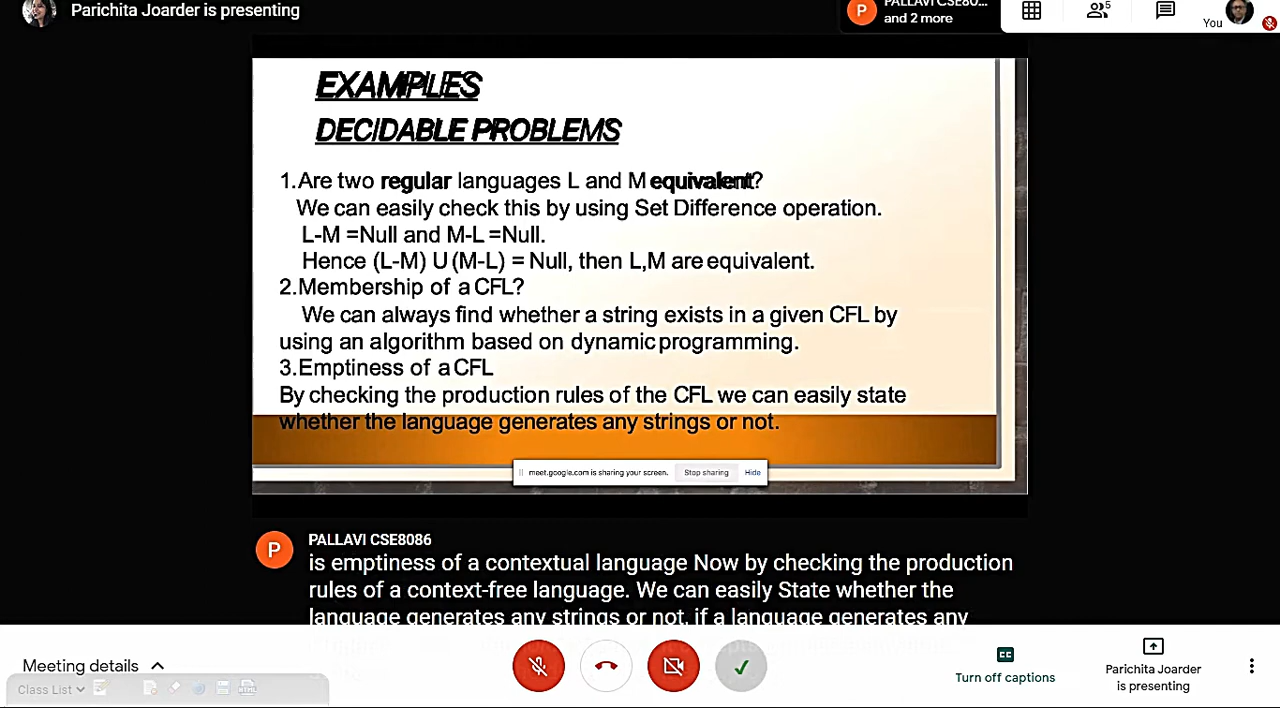 Parichita Joarder is presenting
P
PALLAVI CSE80...
and 2 more
5
You
EXAMPLES
DECIDABLE PROBLEMS
1.Are two regular languages L and M equivalent?
We can easily check this by using Set Difference operation.
L-M =Null and M-L =Null.
Hence (L-M) U (M-L) = Null, then L,M are equivalent.
2.Membership of a CFL?
We can always find whether a string exists in a given CFL by
using an algorithm based on dynamic programming.
3.Emptiness of a CFL
By checking the production rules of the CFL we can easily state
whether the language generates any strings or not.
meet.google.com is sharing your screen.
Stop sharing
Hide
P
PALLAVI CSE8086
is emptiness of a contextual language Now by checking the production
rules of a context-free language. We can easily State whether the
language generates any strings or not, if a language generates any
Meeting details
Class List
HTML
CC
Turn off captions
Parichita Joarder
is presenting